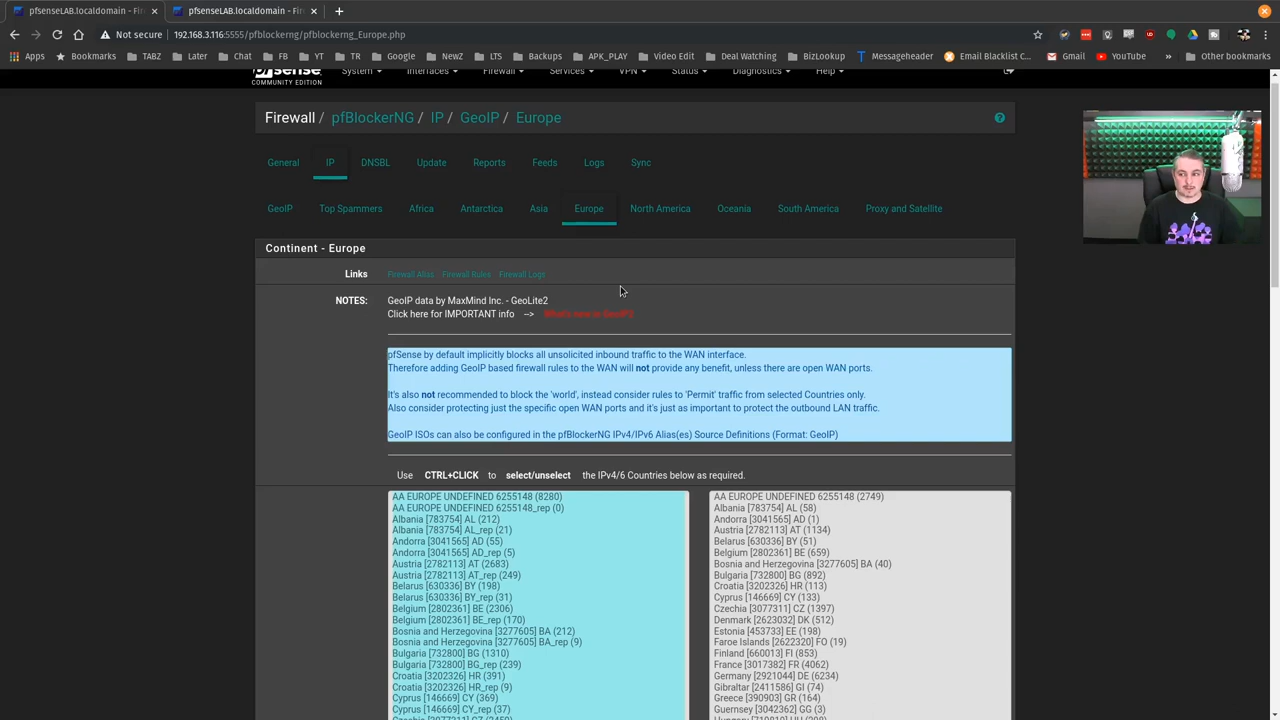 pfsenseLAB.localdomain × pfsenseLAB.localdomain × +
Not secure 192.168.3.116:5555/pfblockerng/pfblockerng_Europe.php
Apps Bookmarks TABZ Later Chat FB YT TR Google NewZ LTS Backups APK_PLAY Video Edit Deal Watching BizLookup Messageheader Email Blacklist C... Gmail YouTube » Other bookmarks
pfsense System Interfaces Firewall Services VPN Status Diagnostics Help
COMMUNITY EDITION
Firewall / pfBlockerNG / IP / GeoIP / Europe
General IP DNSBL Update Reports Feeds Logs Sync
GeoIP Top Spammers Africa Antarctica Asia Europe North America Oceania South America Proxy and Satellite
Continent - Europe
Links Firewall Alias Firewall Rules Firewall Logs
NOTES: GeoIP data by MaxMind Inc. - GeoLite2
Click here for IMPORTANT info --> What's new in GeoIP2
pfSense by default implicitly blocks all unsolicited inbound traffic to the WAN interface.
Therefore adding GeoIP based firewall rules to the WAN will not provide any benefit, unless there are open WAN ports.
It's also not recommended to block the 'world', instead consider rules to 'Permit' traffic from selected Countries only.
Also consider protecting just the specific open WAN ports and it's just as important to protect the outbound LAN traffic.
GeoIP ISOs can also be configured in the pfBlockerNG IPv4/IPv6 Alias(es) Source Definitions (Format: GeoIP)
Use CTRL+CLICK to select/unselect the IPv4/6 Countries below as required.
AA EUROPE UNDEFINED 6255148 (8280)
AA EUROPE UNDEFINED 6255148_rep (0)
Albania [783754] AL (212)
Albania [783754] AL_rep (21)
Andorra [3041565] AD (55)
Andorra [3041565] AD_rep (5)
Austria [2782113] AT (2683)
Austria [2782113] AT_rep (249)
Belarus [630336] BY (198)
Belarus [630336] BY_rep (31)
Belgium [2802361] BE (2306)
Belgium [2802361] BE_rep (170)
Bosnia and Herzegovina [3277605] BA (212)
Bosnia and Herzegovina [3277605] BA_rep (9)
Bulgaria [732800] BG (1310)
Bulgaria [732800] BG_rep (239)
Croatia [3202326] HR (391)
Croatia [3202326] HR_rep (9)
Cyprus [146669] CY (369)
Cyprus [146669] CY_rep (37)
AA EUROPE UNDEFINED 6255148 (2749)
Albania [783754] AL (58)
Andorra [3041565] AD (1)
Austria [2782113] AT (1134)
Belarus [630336] BY (51)
Belgium [2802361] BE (659)
Bosnia and Herzegovina [3277605] BA (40)
Bulgaria [732800] BG (892)
Croatia [3202326] HR (113)
Cyprus [146669] CY (133)
Czechia [3077311] CZ (1397)
Denmark [2623032] DK (512)
Estonia [453733] EE (198)
Faroe Islands [2622320] FO (19)
Finland [660013] FI (853)
France [3017382] FR (4062)
Germany [2921044] DE (6234)
Gibraltar [2411586] GI (74)
Greece [390903] GR (164)
Guernsey [3042362] GG (3)